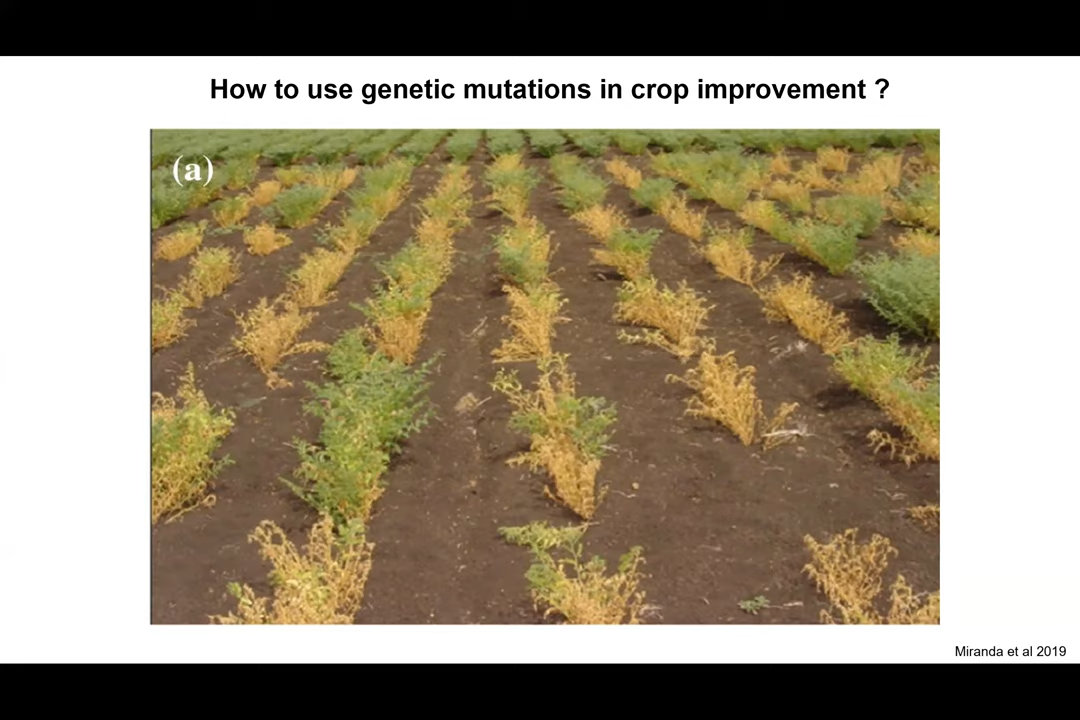 How to use genetic mutations in crop improvement ?
(a)
Miranda et al 2019